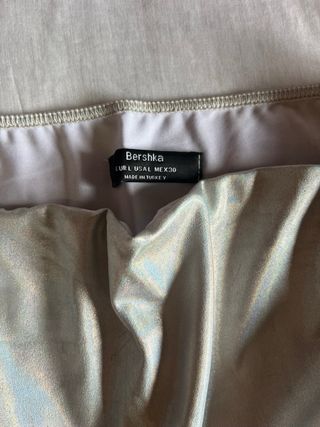 Bershka
EUR L USA L MEX 30
MADE IN TURKEY